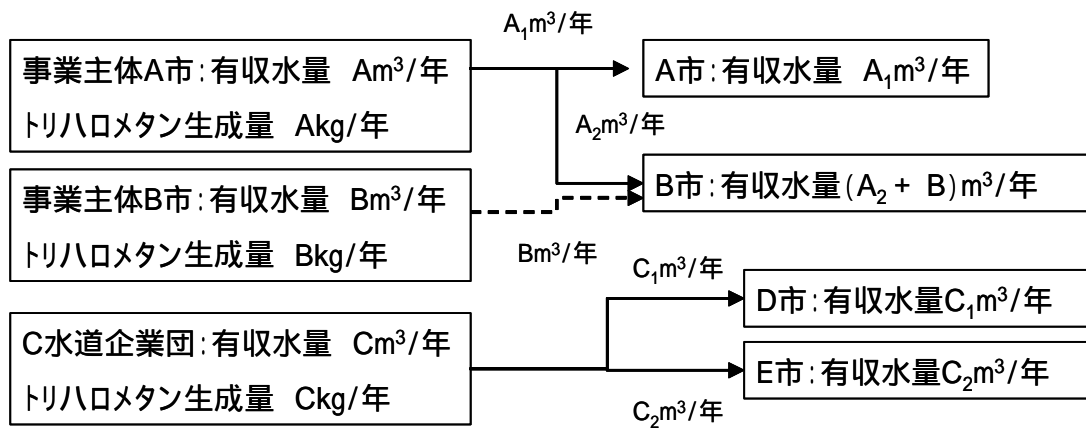 A₁m³/年
事業主体A市:有収水量 Am³/年
トリハロメタン生成量 Akg/年
A市:有収水量 A₁m³/年
A₂m³/年
事業主体B市:有収水量 Bm³/年
トリハロメタン生成量 Bkg/年
B市:有収水量(A₂ + B)m³/年
Bm³/年
C₁m³/年
D市:有収水量C₁m³/年
C水道企業団:有収水量 Cm³/年
トリハロメタン生成量 Ckg/年
E市:有収水量C₂m³/年
C₂m³/年